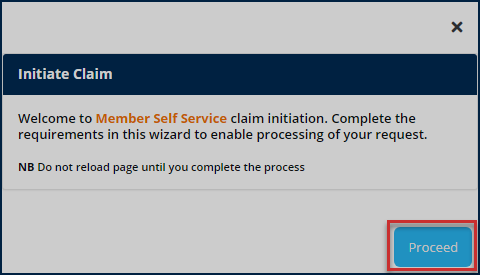 Initiate Claim
Welcome to Member Self Service claim initiation. Complete the
requirements in this wizard to enable processing of your request.
NB Do not reload page until you complete the process
Proceed